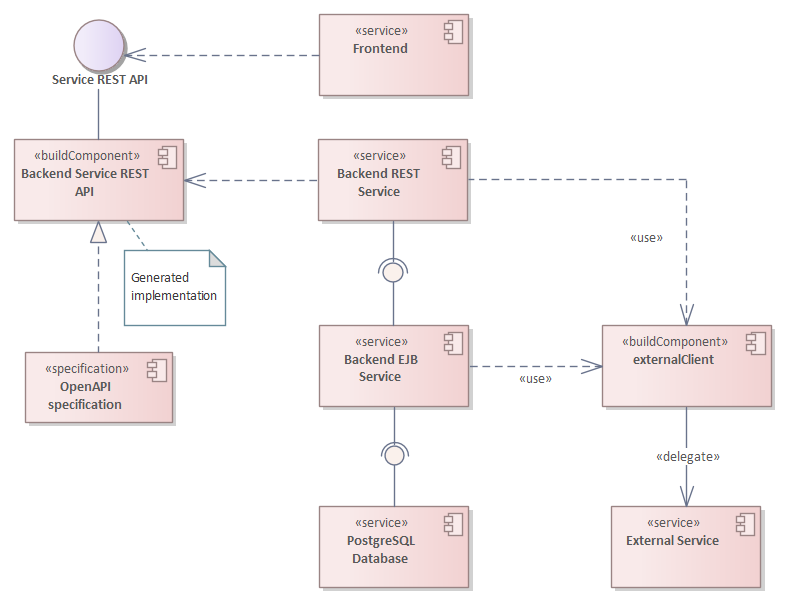 «service»
Frontend
Service REST API
«buildComponent»
Backend Service REST
API
«service»
Backend REST
Service
«use»
Generated
implementation
«specification»
OpenAPI
specification
«service»
Backend EJB
Service
«use»
«buildComponent»
externalClient
«delegate»
«service»
PostgreSQL
Database
«service»
External Service